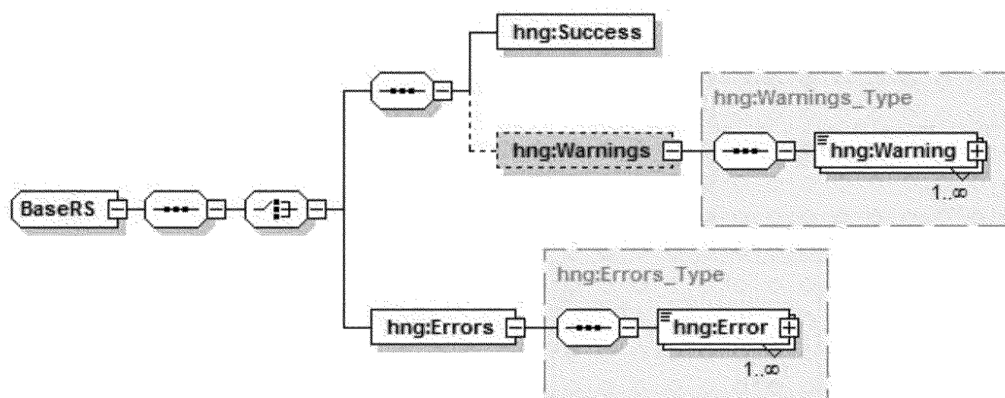 hng:Success
hng:Warnings_Type
hng:Warnings
hng:Warning
1..∞
BaseRS
hng:Errors_Type
hng:Errors
hng:Error
1..∞